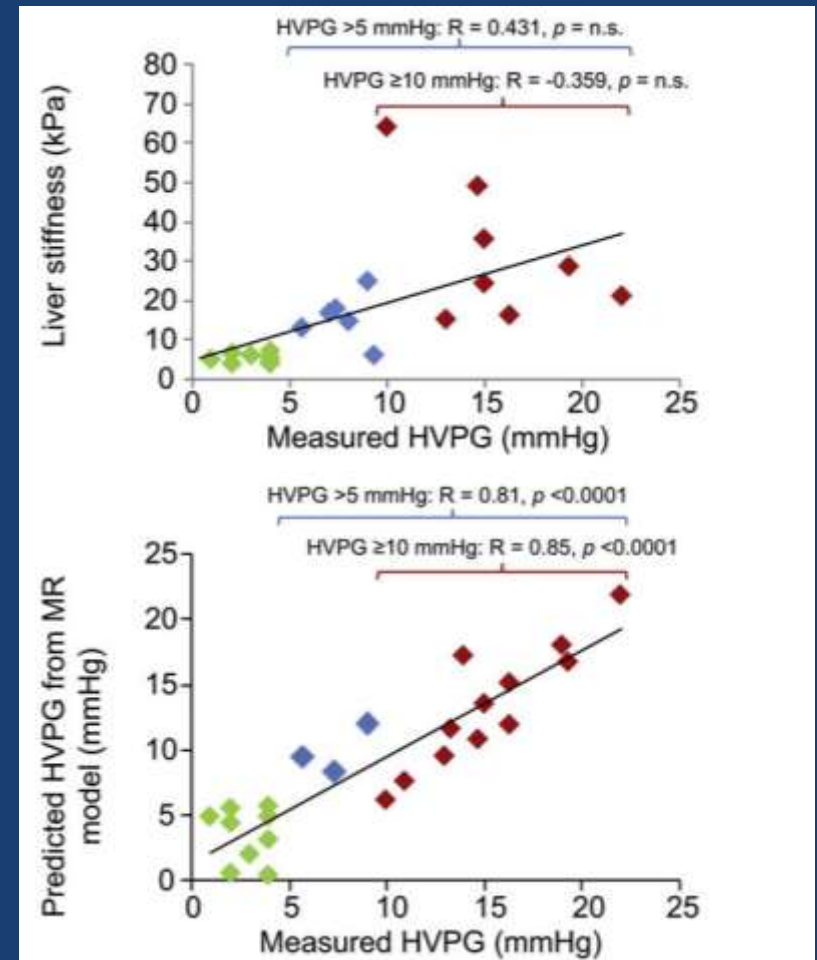 HVPG >5 mmHg: R = 0.431, p = n.s.
HVPG ≥10 mmHg: R = -0.359, p = n.s.
Liver stiffness (kPa)
80
70
60
50
40
30
20
10
0
0 5 10 15 20 25
Measured HVPG (mmHg)
HVPG >5 mmHg: R = 0.81, p <0.0001
HVPG ≥10 mmHg: R = 0.85, p <0.0001
Predicted HVPG from MR
model (mmHg)
25
20
15
10
5
0
0 5 10 15 20 25
Measured HVPG (mmHg)